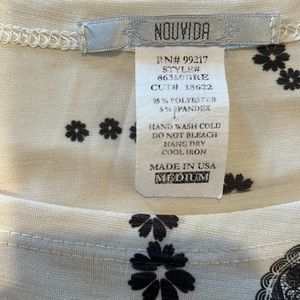 NOUVIDA
RN# 99217
STYLE#
86350BRE
CUT# 18622
95 % POLYESTER
5 % SPANDEX
HAND WASH COLD
DO NOT BLEACH
HANG DRY
COOL IRON
MADE IN USA
MEDIUM